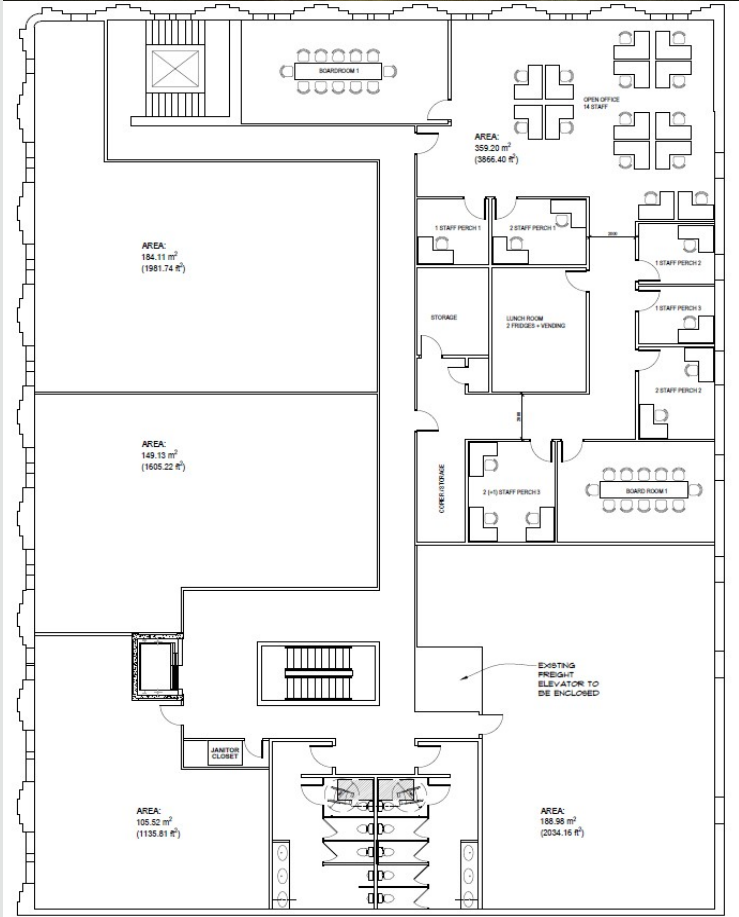 BOARDROOM 1
OPEN OFFICE
14 STAFF
AREA:
359.20 m²
(3866.40 ft²)
1 STAFF PERCH 1
2 STAFF PERCH 1
AREA:
184.11 m²
(1981.74 ft²)
1 STAFF PERCH 2
1 STAFF PERCH 3
STORAGE
LUNCH ROOM
2 FRIDGES + VENDING
2 STAFF PERCH 2
AREA:
149.13 m²
(1605.22 ft²)
COPIER/STORAGE
2 (+1) STAFF PERCH 3
BOARD ROOM 1
EXISTING
FREIGHT
ELEVATOR TO
BE ENCLOSED
JANITOR
CLOSET
AREA:
105.52 m²
(1135.81 ft²)
AREA:
188.98 m²
(2034.16 ft²)